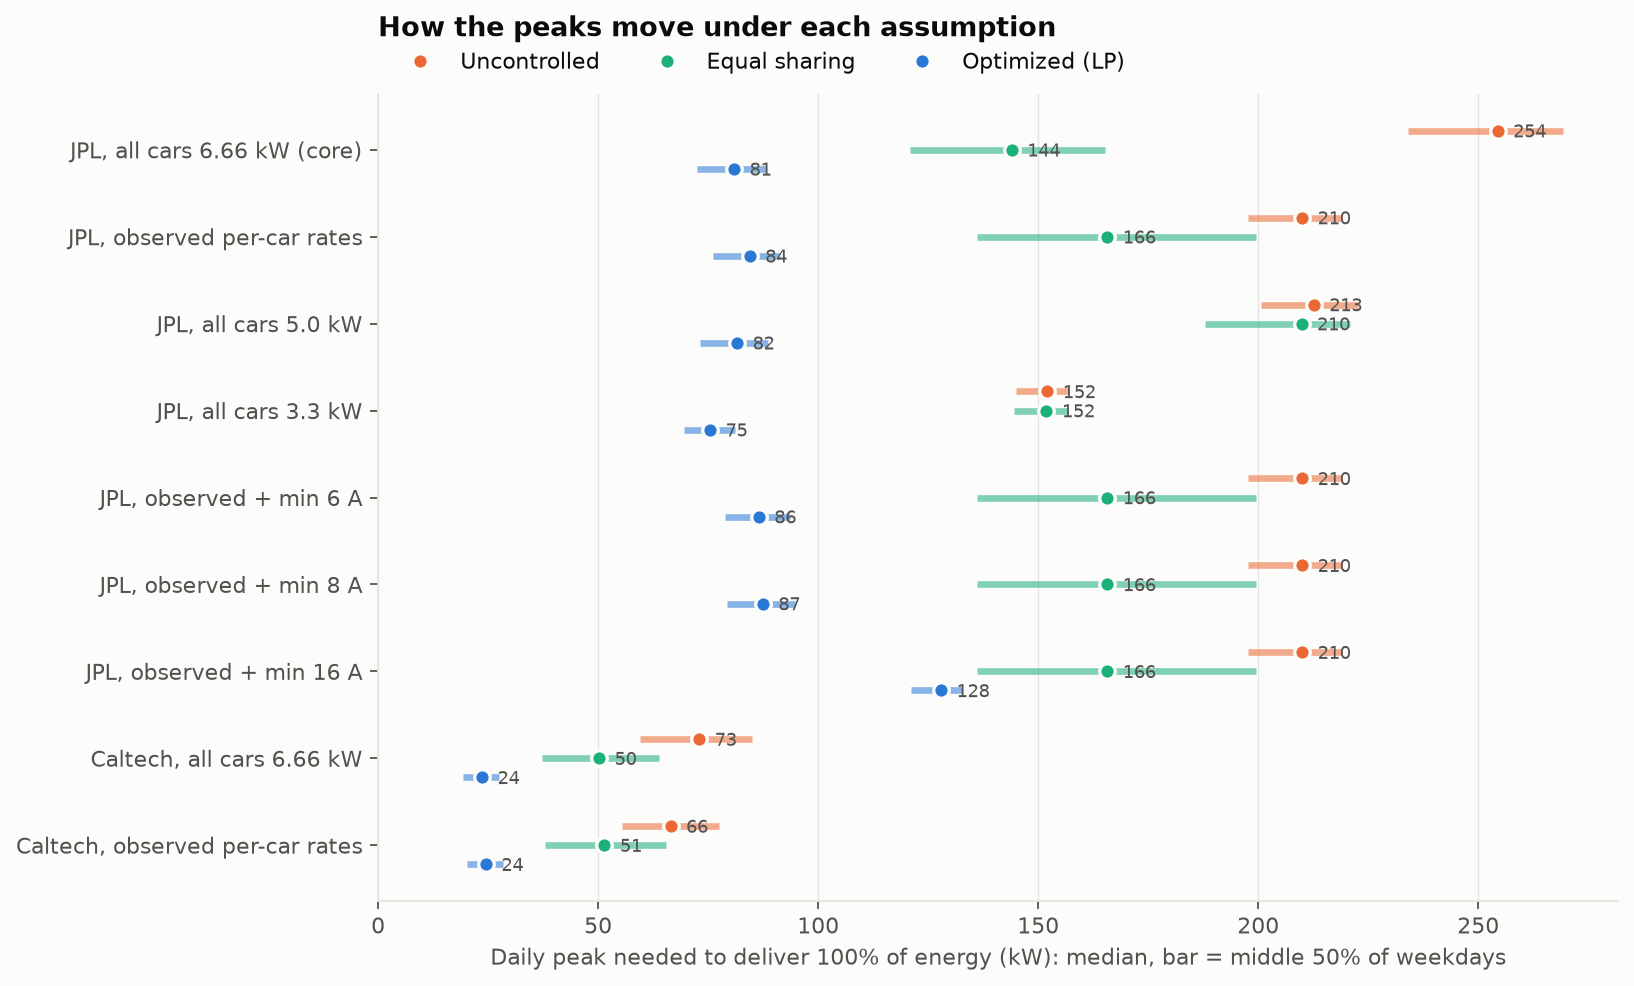 How the peaks move under each assumption
Uncontrolled Equal sharing Optimized (LP)
JPL, all cars 6.66 kW (core) 254 144 81
JPL, observed per-car rates 210 166 84
JPL, all cars 5.0 kW 213 210 82
JPL, all cars 3.3 kW 152 152 75
JPL, observed + min 6 A 210 166 86
JPL, observed + min 8 A 210 166 87
JPL, observed + min 16 A 210 166 128
Caltech, all cars 6.66 kW 73 50 24
Caltech, observed per-car rates 66 51 24
0 50 100 150 200 250
Daily peak needed to deliver 100% of energy (kW): median, bar = middle 50% of weekdays